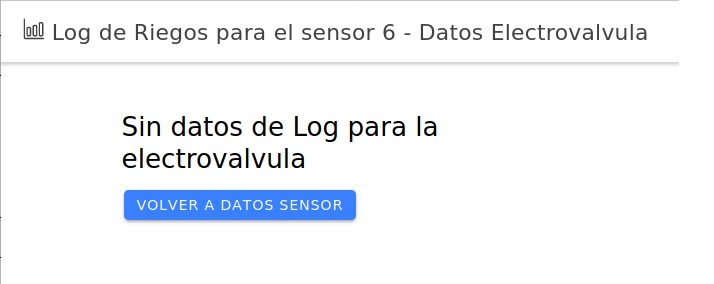 Log de Riegos para el sensor 6 - Datos Electrovalvula
Sin datos de Log para la
electrovalvula
VOLVER A DATOS SENSOR